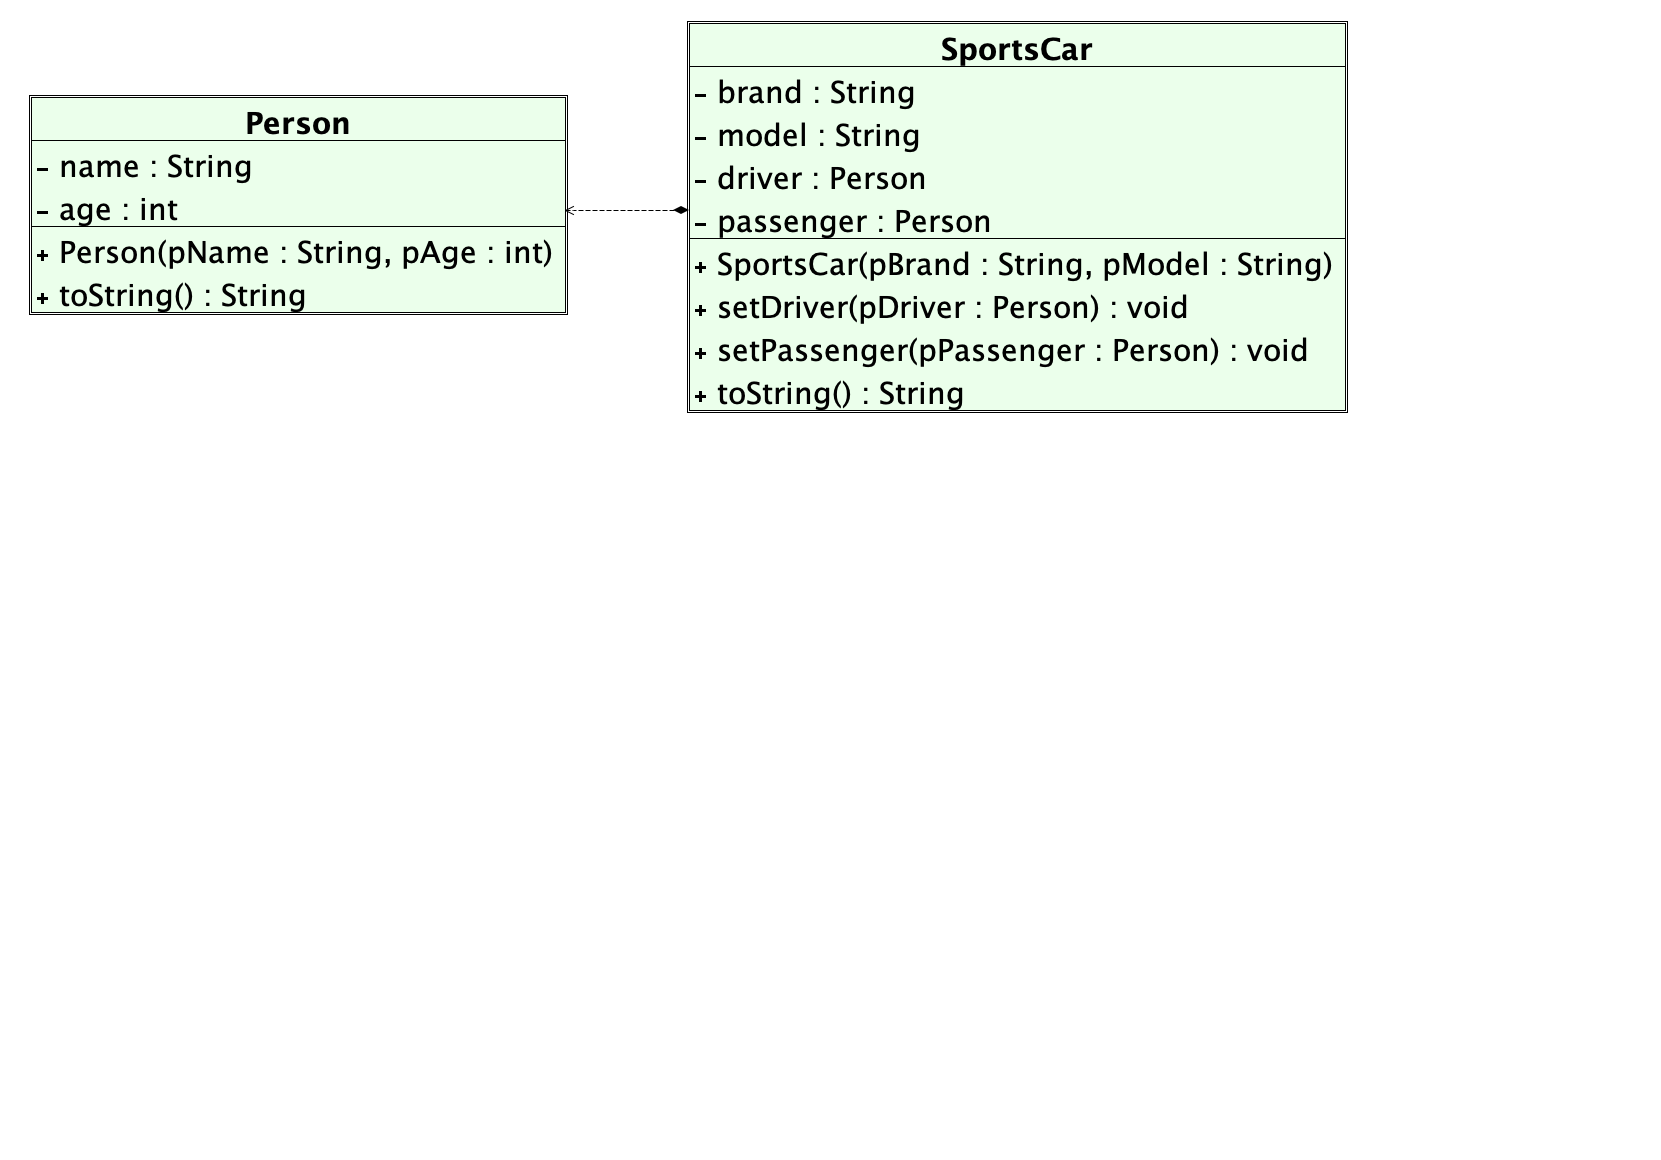 Person
- name : String
- age : int
+ Person(pName : String, pAge : int)
+ toString() : String
SportsCar
- brand : String
- model : String
- driver : Person
- passenger : Person
+ SportsCar(pBrand : String, pModel : String)
+ setDriver(pDriver : Person) : void
+ setPassenger(pPassenger : Person) : void
+ toString() : String